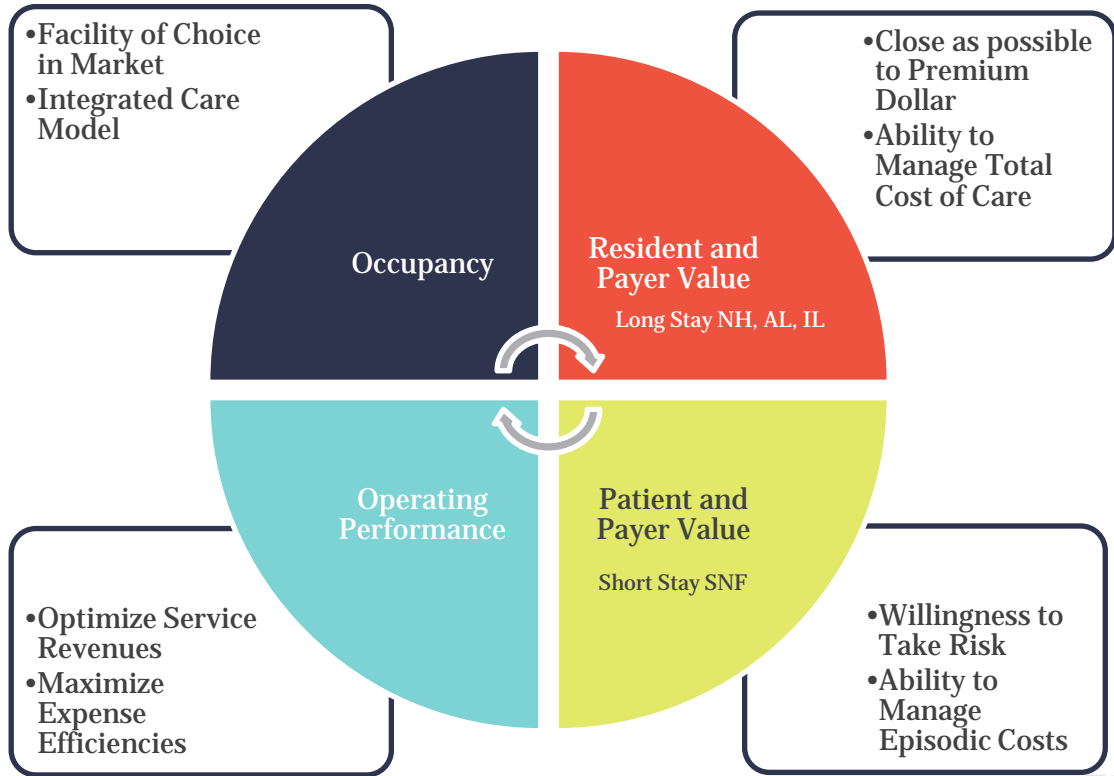 •Facility of Choice
in Market
•Integrated Care
Model
•Close as possible
to Premium
Dollar
•Ability to
Manage Total
Cost of Care
Occupancy
Resident and
Payer Value
Long Stay NH, AL, IL
Operating
Performance
Patient and
Payer Value
Short Stay SNF
•Optimize Service
Revenues
•Maximize
Expense
Efficiencies
•Willingness to
Take Risk
•Ability to
Manage
Episodic Costs